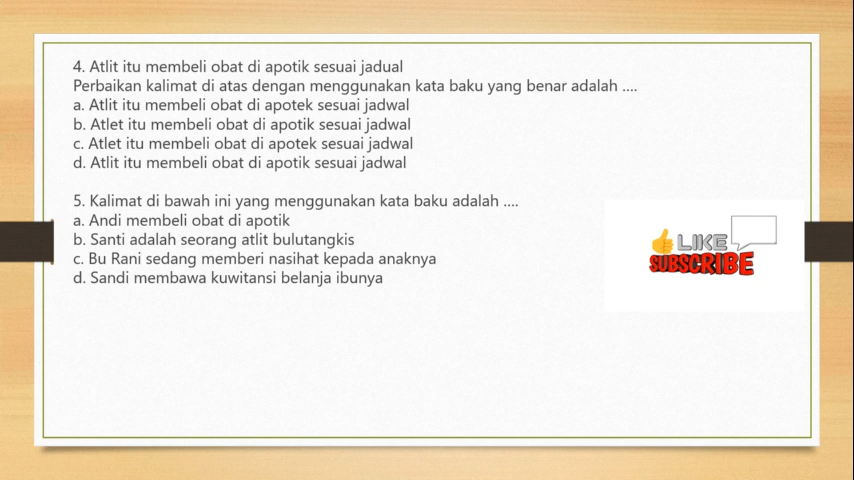 4. Atlit itu membeli obat di apotik sesuai jadual
Perbaikan kalimat di atas dengan menggunakan kata baku yang benar adalah ....
a. Atlit itu membeli obat di apotek sesuai jadwal
b. Atlet itu membeli obat di apotik sesuai jadwal
c. Atlet itu membeli obat di apotek sesuai jadwal
d. Atlit itu membeli obat di apotik sesuai jadwal
5. Kalimat di bawah ini yang menggunakan kata baku adalah ....
a. Andi membeli obat di apotik
b. Santi adalah seorang atlit bulutangkis
c. Bu Rani sedang memberi nasihat kepada anaknya
d. Sandi membawa kuwitansi belanja ibunya
LIKE
SUBSCRIBE